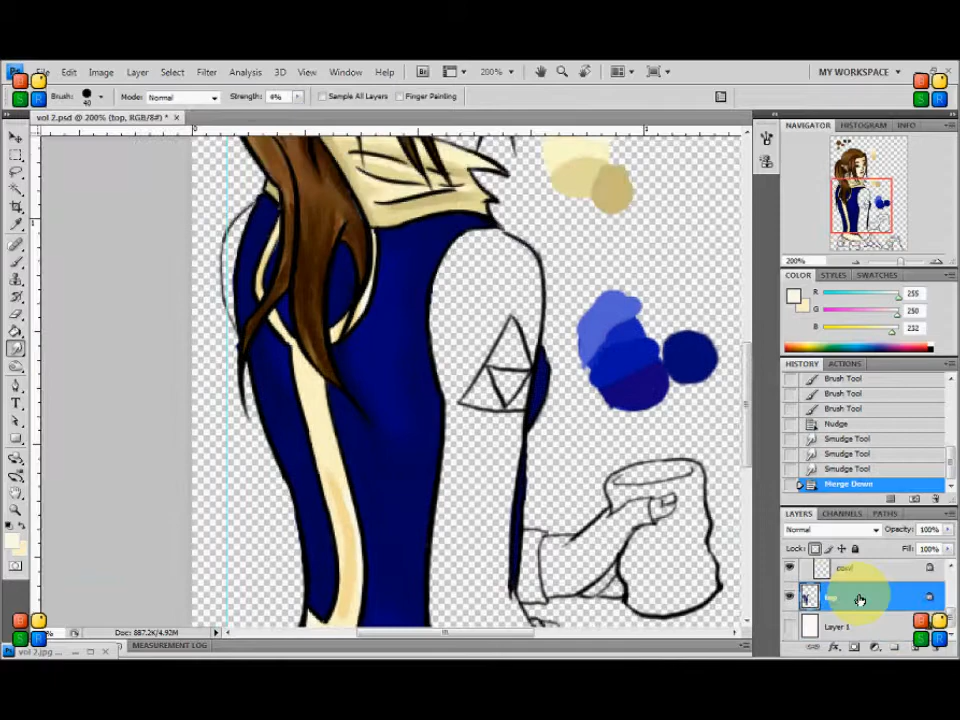 File Edit Image Layer Select Filter Analysis 3D View Window Help Br 200% MY WORKSPACE
Brush: 40 Mode: Normal Strength: 4% Sample All Layers Finger Painting
vol 2.psd @ 200% (top, RGB/8#) *
NAVIGATOR HISTOGRAM INFO
200%
COLOR STYLES SWATCHES
R 255
G 250
B 232
HISTORY ACTIONS
Brush Tool
Brush Tool
Brush Tool
Nudge
Smudge Tool
Smudge Tool
Smudge Tool
Merge Down
LAYERS CHANNELS PATHS
Normal Opacity: 100%
Lock: Fill: 100%
Layer 1
Doc: 887.2K/4.92M
vol 2.jpg ... MEASUREMENT LOG